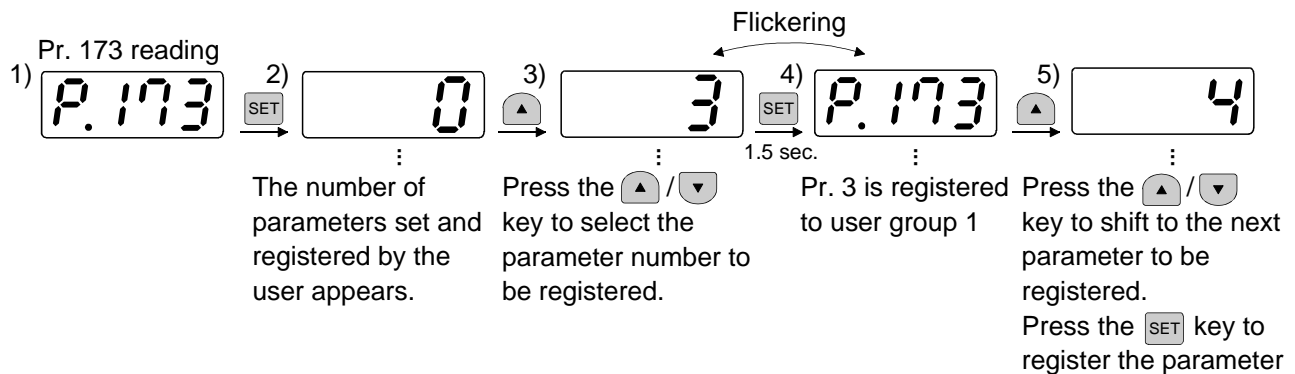 Flickering
Pr. 173 reading
1) P.173 2) SET 0 3) 3 4) SET P.173 5) 4
1.5 sec.
The number of
parameters set and
registered by the
user appears.
Press the /
key to select the
parameter number to
be registered.
Pr. 3 is registered
to user group 1
Press the /
key to shift to the next
parameter to be
registered.
Press the SET key to
register the parameter